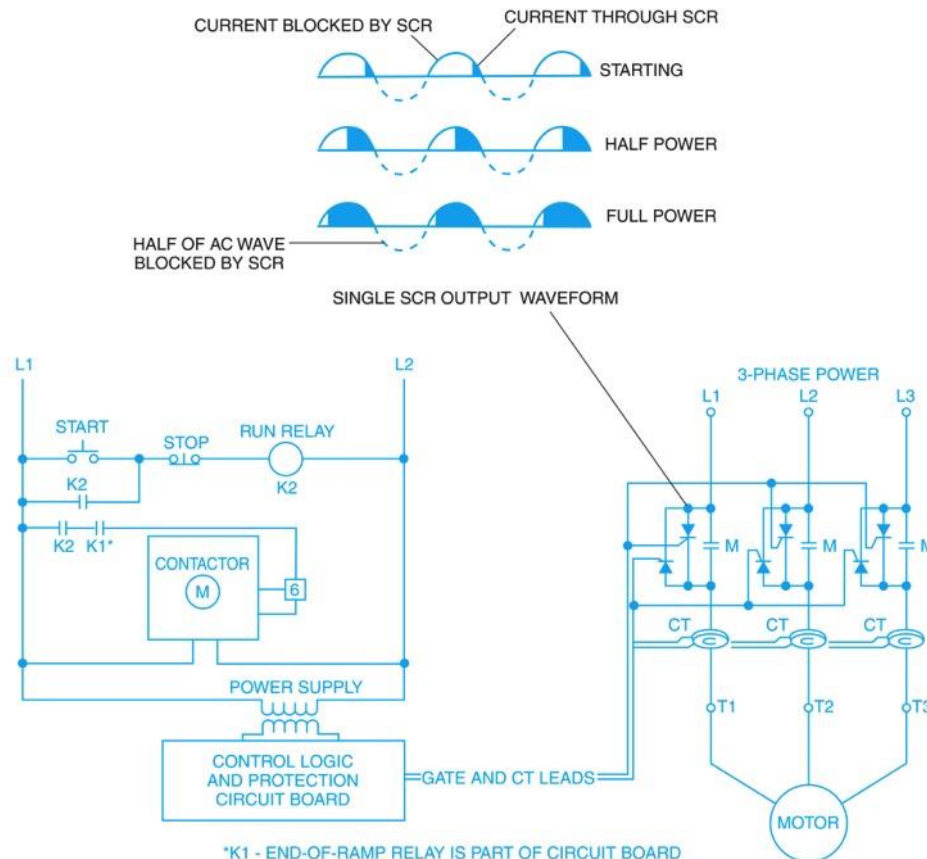 CURRENT BLOCKED BY SCR
CURRENT THROUGH SCR
STARTING
HALF POWER
FULL POWER
HALF OF AC WAVE
BLOCKED BY SCR
SINGLE SCR OUTPUT WAVEFORM
L1
L2
START
STOP
RUN RELAY
K2
K2
K2 K1*
CONTACTOR
M
6
POWER SUPPLY
CONTROL LOGIC
AND PROTECTION
CIRCUIT BOARD
GATE AND CT LEADS
3-PHASE POWER
L1 L2 L3
M M M
CT CT CT
T1 T2 T3
MOTOR
*K1 - END-OF-RAMP RELAY IS PART OF CIRCUIT BOARD